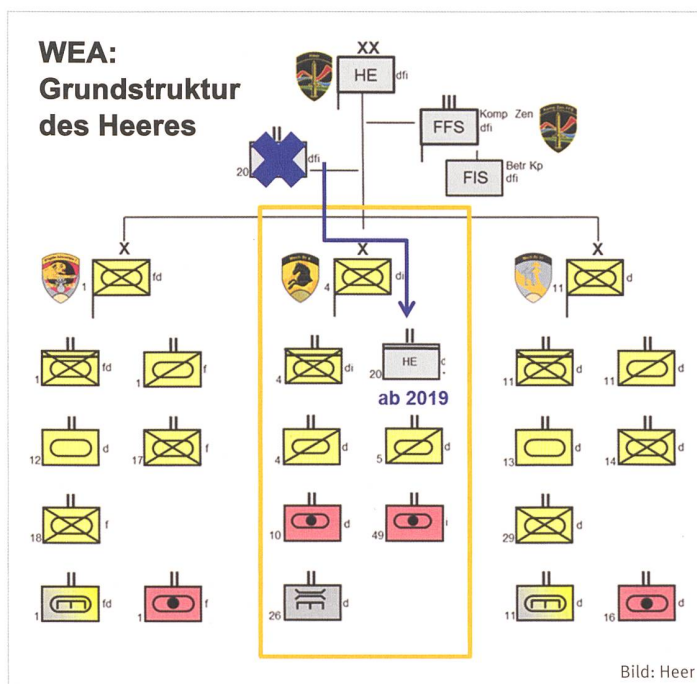 WEA:
Grundstruktur
des Heeres
XX
HE
dfi
III
FFS
Komp Zen
dfi
FIS
Betr Kp
dfi
II
20
dfi
X
1
fd
X
4
di
X
11
d
II
1
fd
II
1
f
II
4
di
II
20
HE
ab 2019
II
11
d
II
11
d
II
12
d
II
17
f
II
4
d
II
5
d
II
13
d
II
14
d
II
18
f
II
10
d
II
49
II
29
d
II
1
fd
II
1
f
II
26
d
II
11
d
II
16
d
Bild: Heer